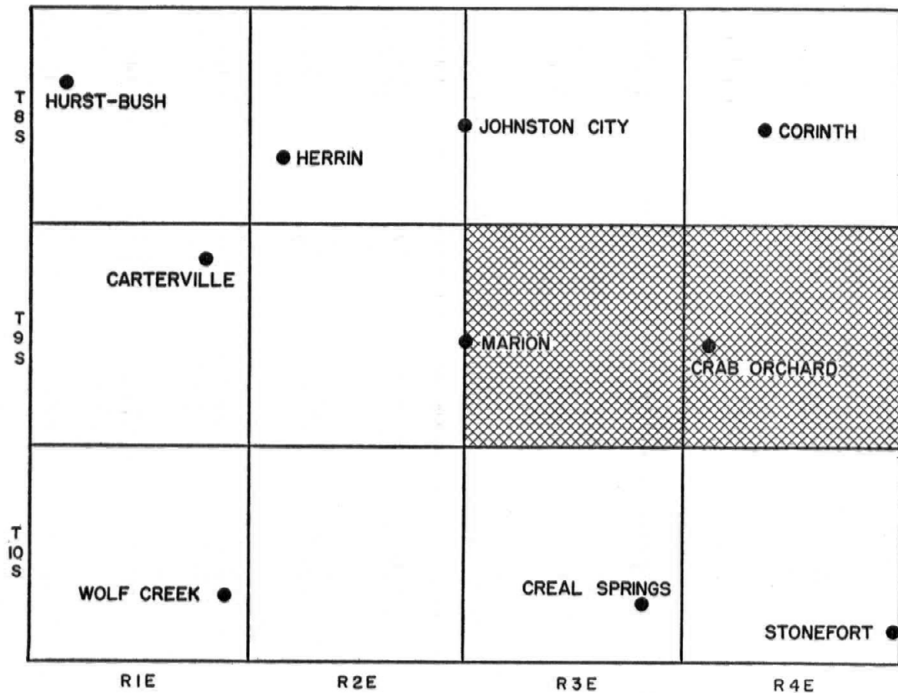 T
8
S
HURST-BUSH
HERRIN
JOHNSTON CITY
CORINTH
T
9
S
CARTERVILLE
MARION
CRAB ORCHARD
T
10
S
WOLF CREEK
CREAL SPRINGS
STONEFORT
R1E R2E R3E R4E